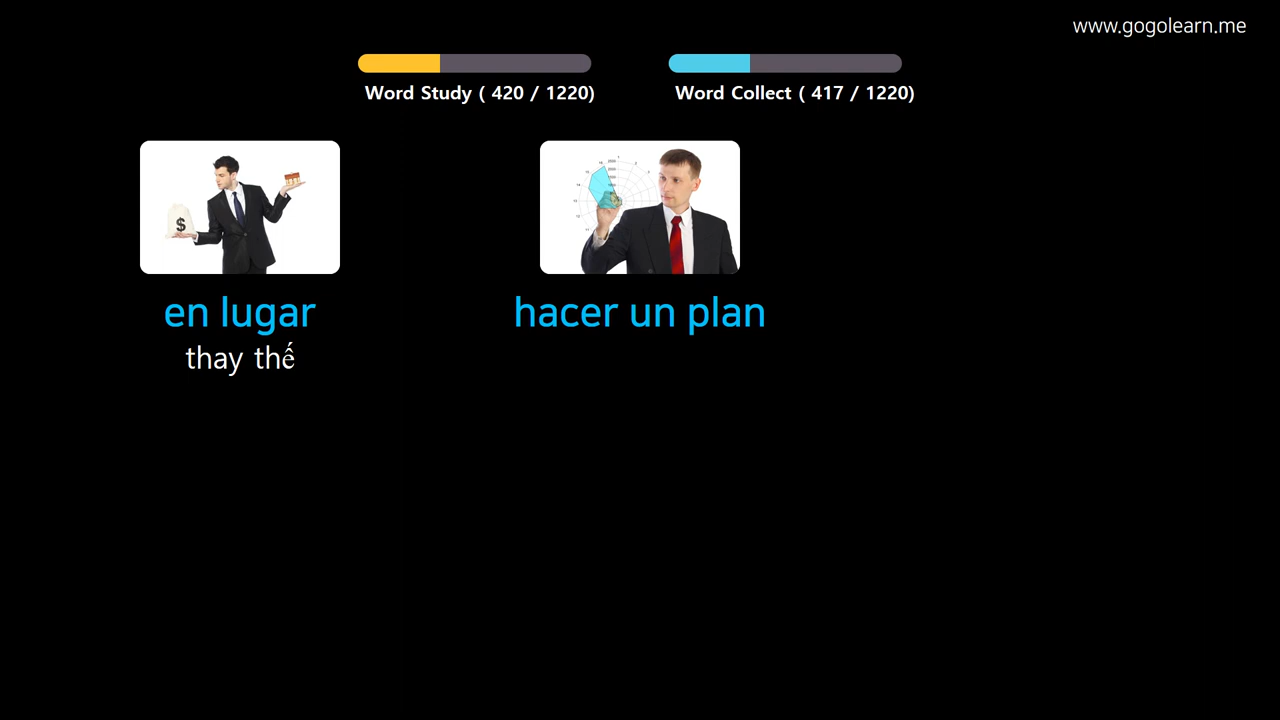 www.gogolearn.me
Word Study ( 420 / 1220)
Word Collect ( 417 / 1220)
$
en lugar
hacer un plan
thay thế